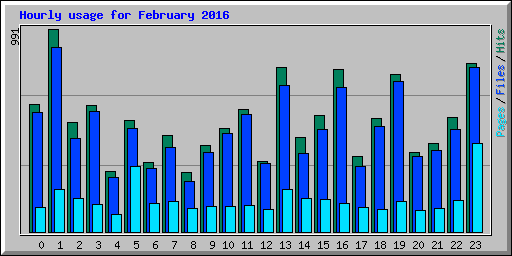 Hourly usage for February 2016
991
Pages / Files / Hits
0 1 2 3 4 5 6 7 8 9 10 11 12 13 14 15 16 17 18 19 20 21 22 23